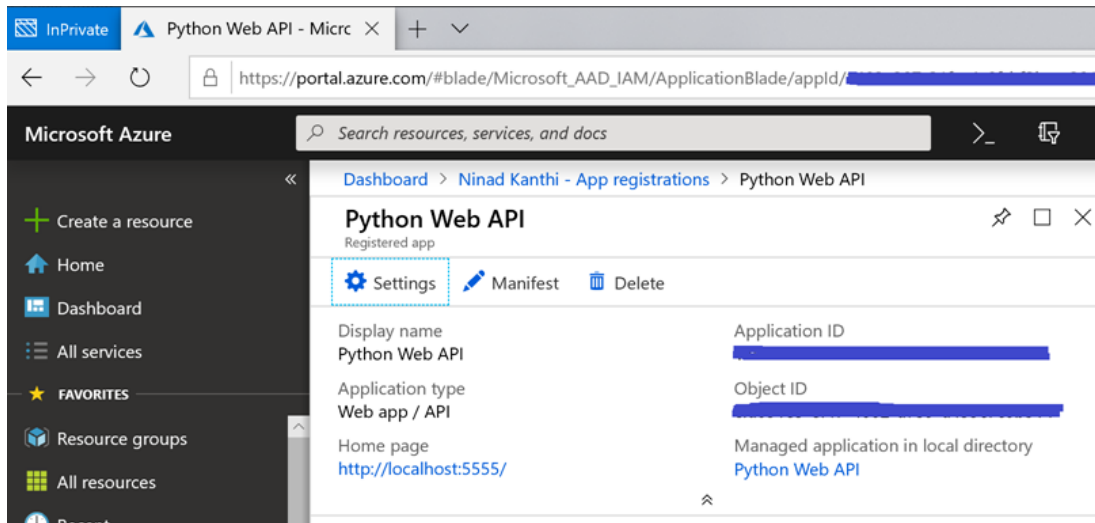 InPrivate
Python Web API - Micrc
https://portal.azure.com/#blade/Microsoft_AAD_IAM/ApplicationBlade/appId/
Microsoft Azure
Search resources, services, and docs
Dashboard > Ninad Kanthi - App registrations > Python Web API
Create a resource
Python Web API
Registered app
Home
Settings
Manifest
Delete
Dashboard
All services
FAVORITES
Resource groups
All resources
Recent
Display name
Python Web API
Application ID
Application type
Web app / API
Object ID
Home page
http://localhost:5555/
Managed application in local directory
Python Web API